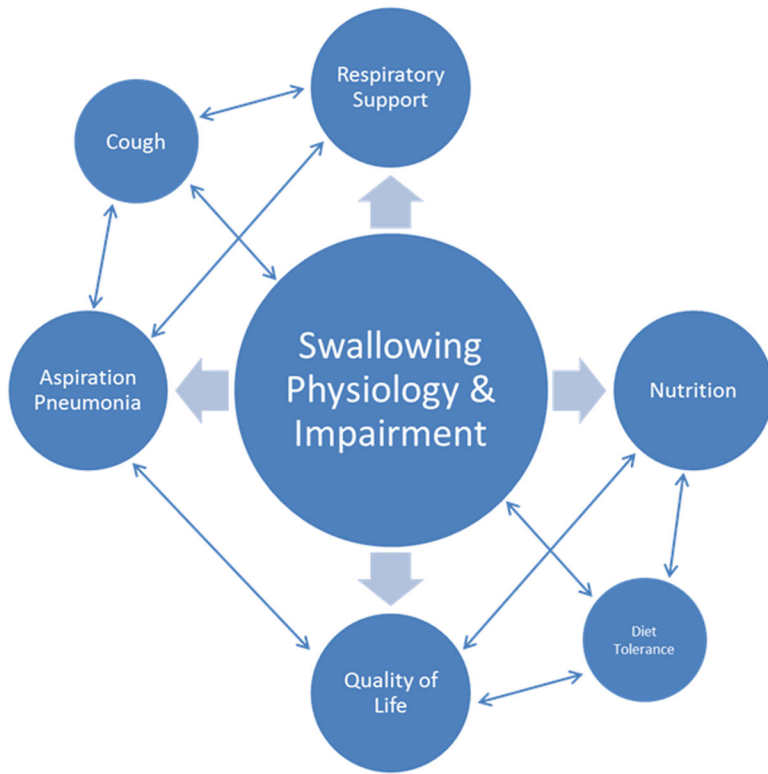 Respiratory
Support
Cough
Swallowing
Physiology &
Impairment
Aspiration
Pneumonia
Nutrition
Diet
Tolerance
Quality of
Life